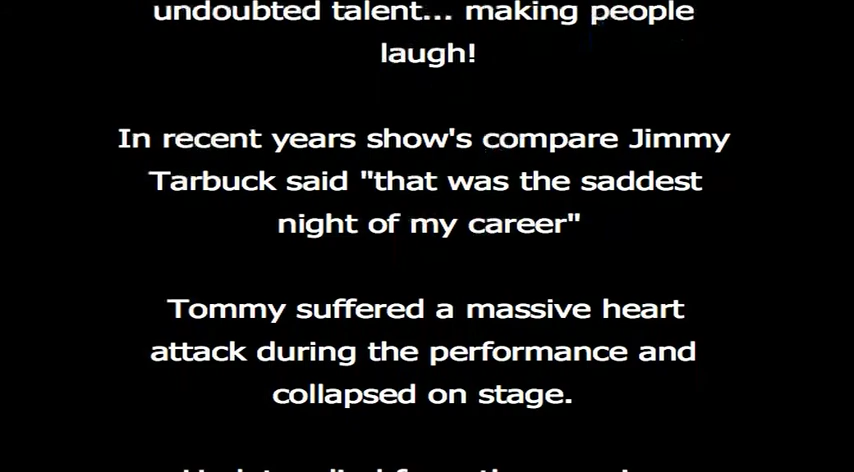 undoubted talent... making people
laugh!
In recent years show's compare Jimmy
Tarbuck said "that was the saddest
night of my career"
Tommy suffered a massive heart
attack during the performance and
collapsed on stage.